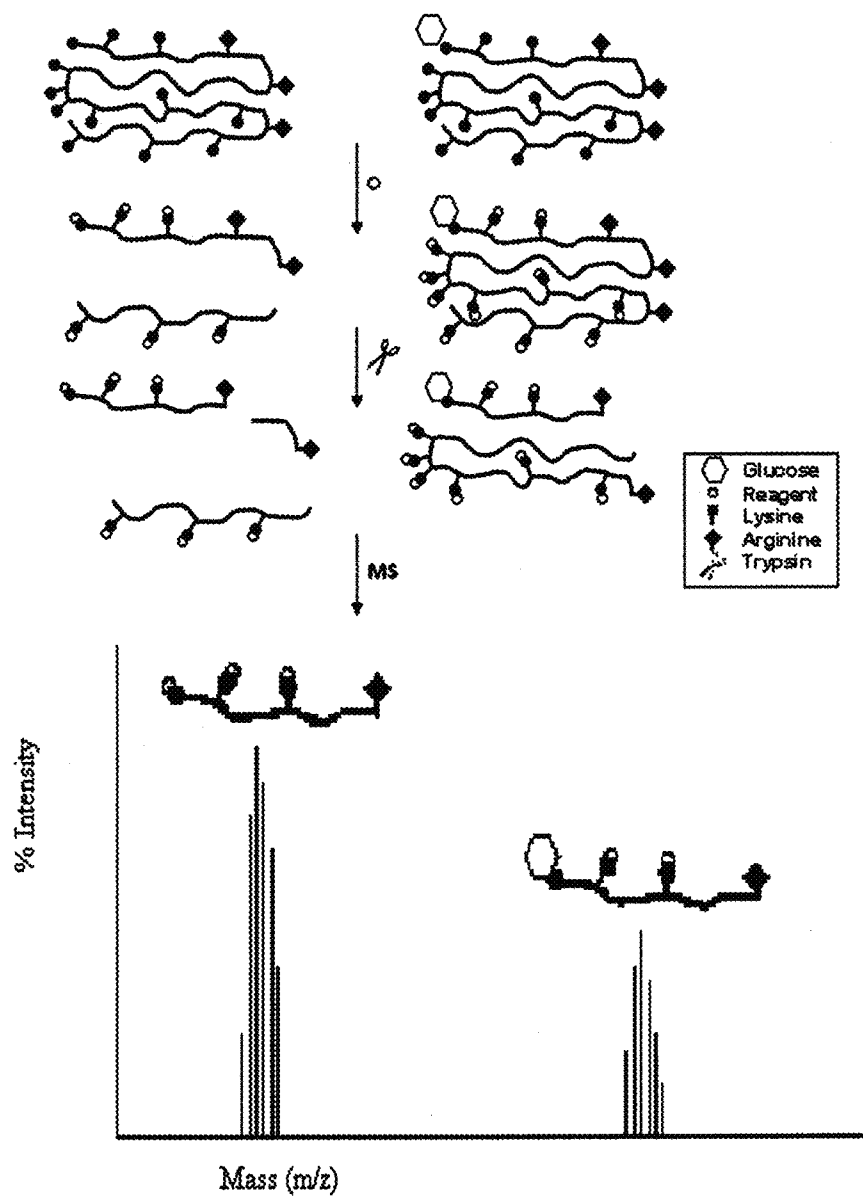 Glucose
Reagent
Lysine
Arginine
Trypsin
MS
% Intensity
Mass (m/z)